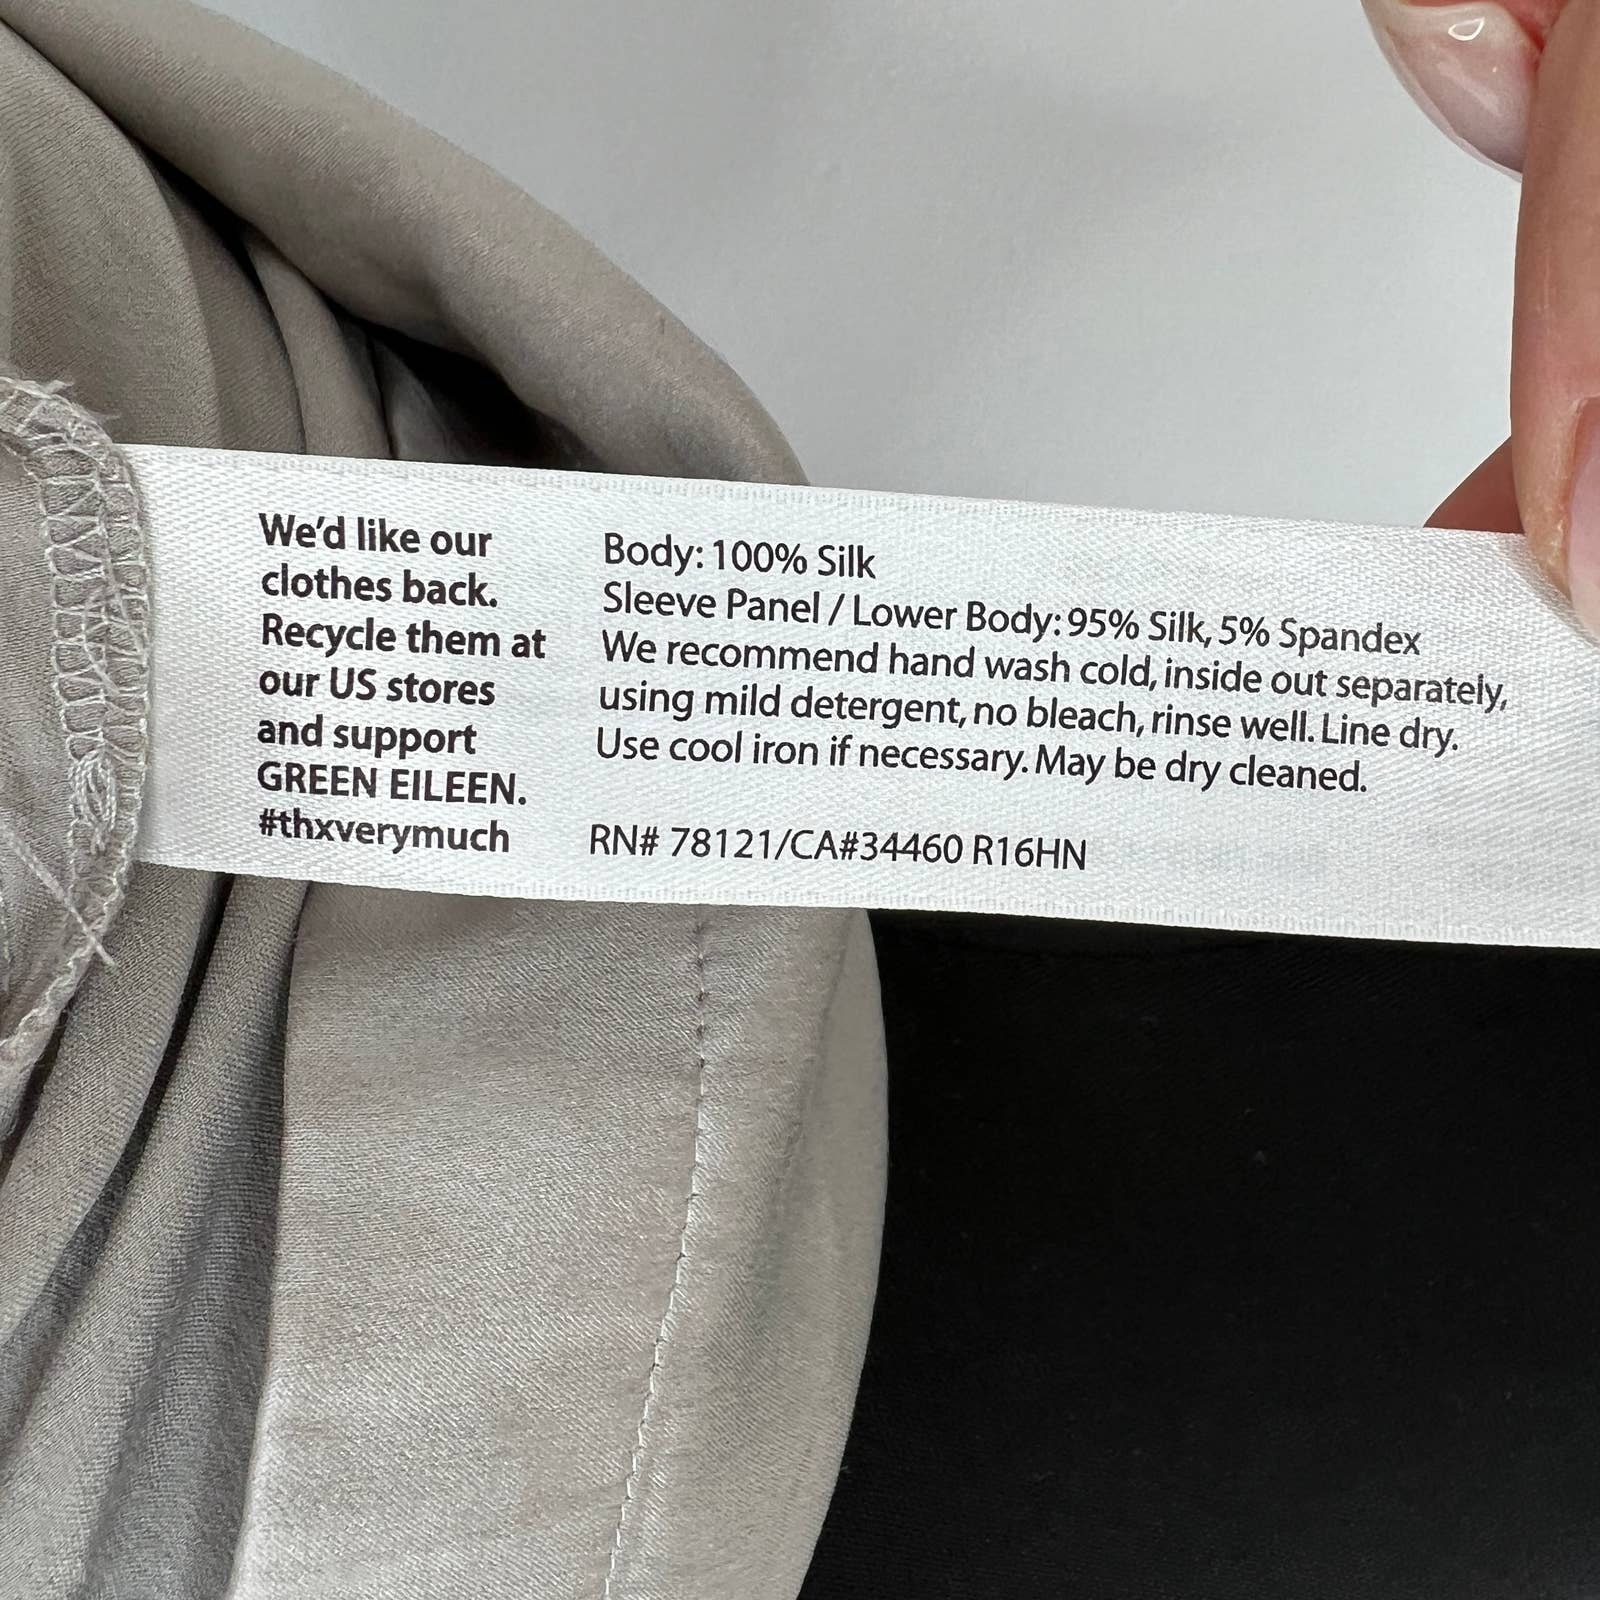 We'd like our
clothes back.
Recycle them at
our US stores
and support
GREEN EILEEN.
#thxverymuch
Body: 100% Silk
Sleeve Panel / Lower Body: 95% Silk, 5% Spandex
We recommend hand wash cold, inside out separately,
using mild detergent, no bleach, rinse well. Line dry.
Use cool iron if necessary. May be dry cleaned.
RN# 78121/CA#34460 R16HN